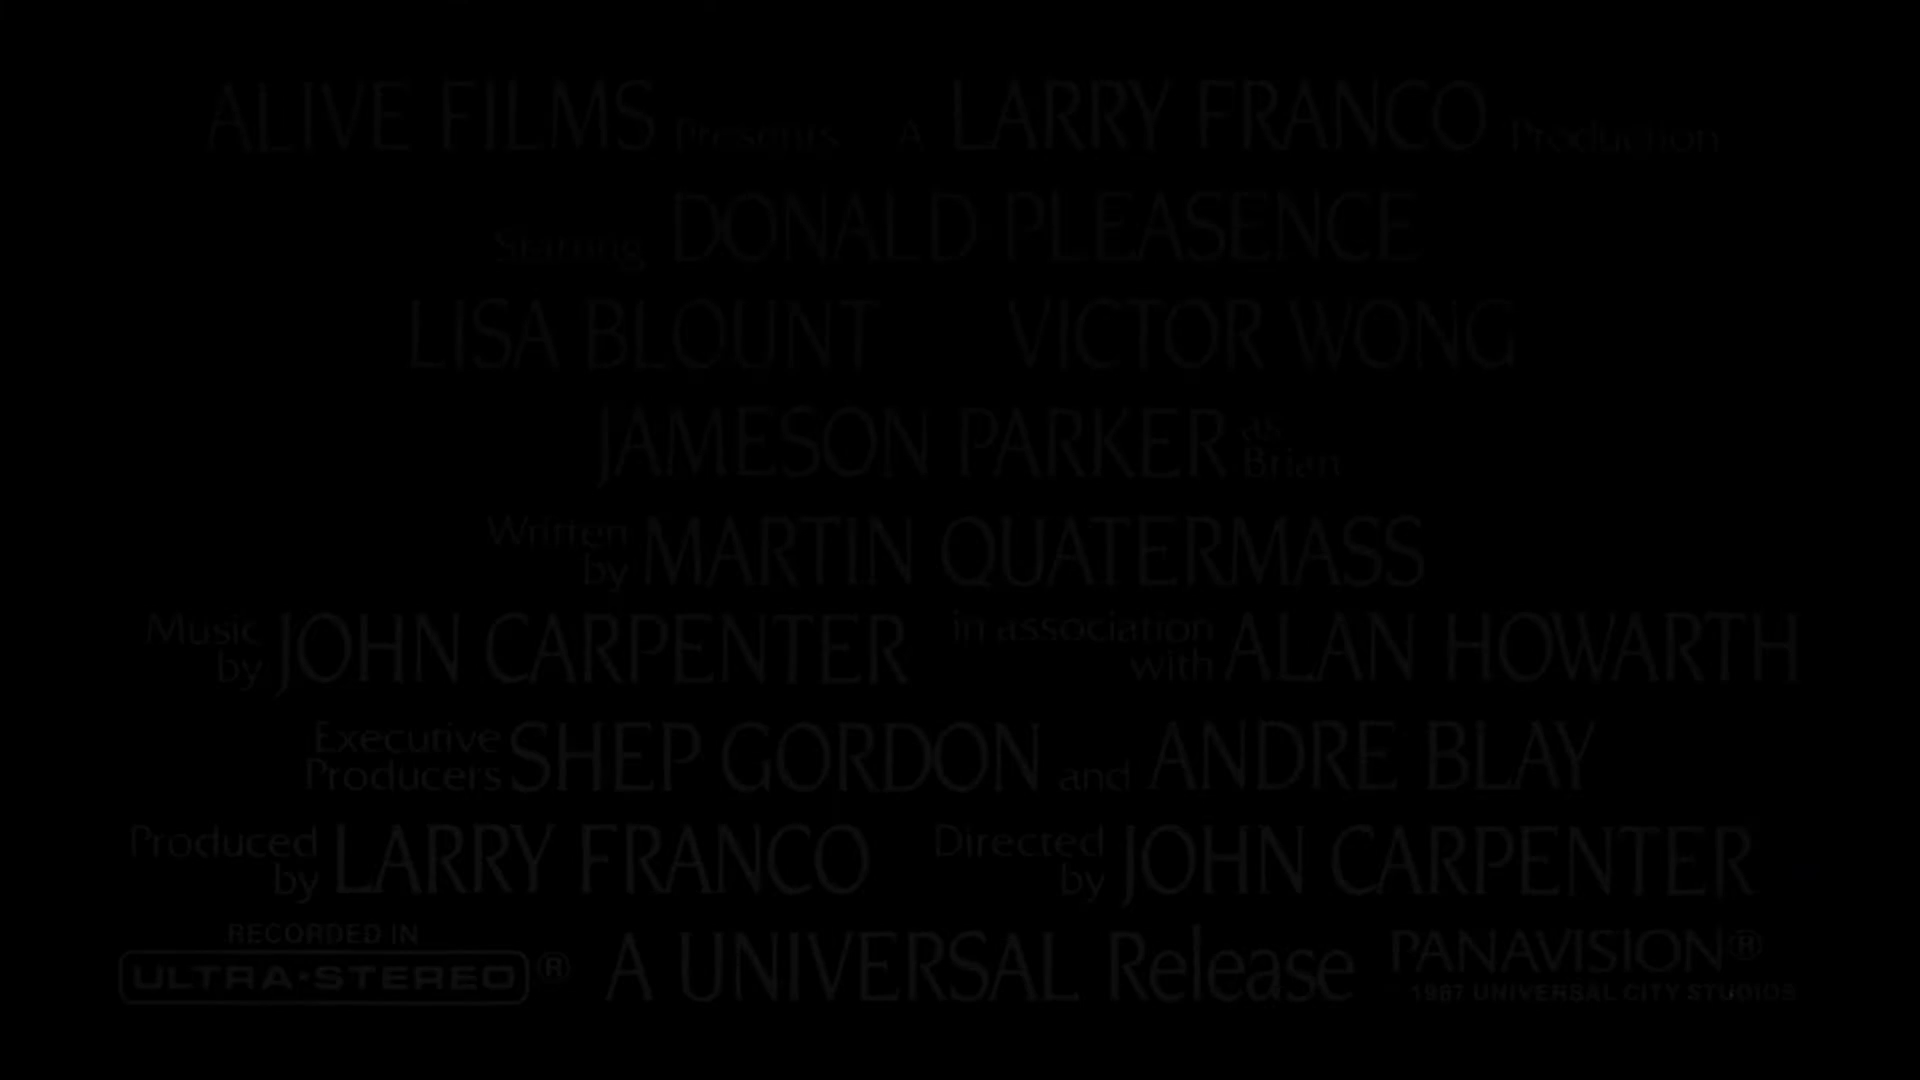 ALIVE FILMS Presents A LARRY FRANCO Production
Starring DONALD PLEASENCE
LISA BLOUNT VICTOR WONG
JAMESON PARKER as Brian
Written by MARTIN QUATERMASS
Music by JOHN CARPENTER in association with ALAN HOWARTH
Executive Producers SHEP GORDON and ANDRE BLAY
Produced by LARRY FRANCO Directed by JOHN CARPENTER
RECORDED IN
ULTRA·STEREO® A UNIVERSAL Release PANAVISION®
1987 UNIVERSAL CITY STUDIOS